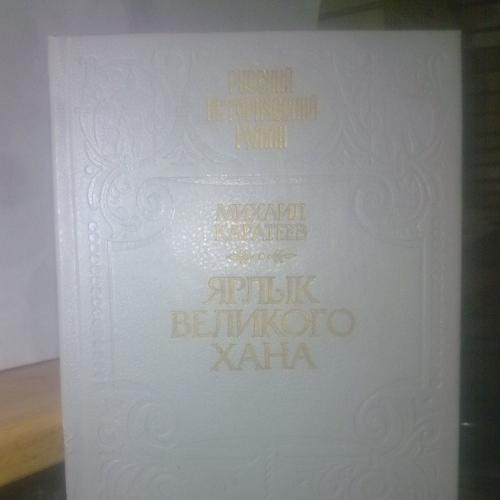 РУССКИЙ
ИСТОРИЧЕСКИЙ
РОМАН
МИХАИЛ
КАРАТЕЕВ
ЯРЛЫК
ВЕЛИКОГО
ХАНА